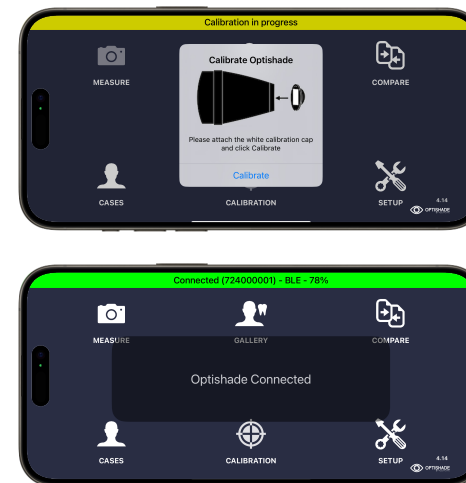 Calibration in progress
Calibrate Optishade
MEASURE
COMPARE
Please attach the white calibration cap
and click Calibrate
Calibrate
CASES
CALIBRATION
SETUP
4.14
OPTISHADE
Connected (724000001) - BLE - 78%
MEASURE
GALLERY
COMPARE
Optishade Connected
CASES
CALIBRATION
SETUP
4.14
OPTISHADE